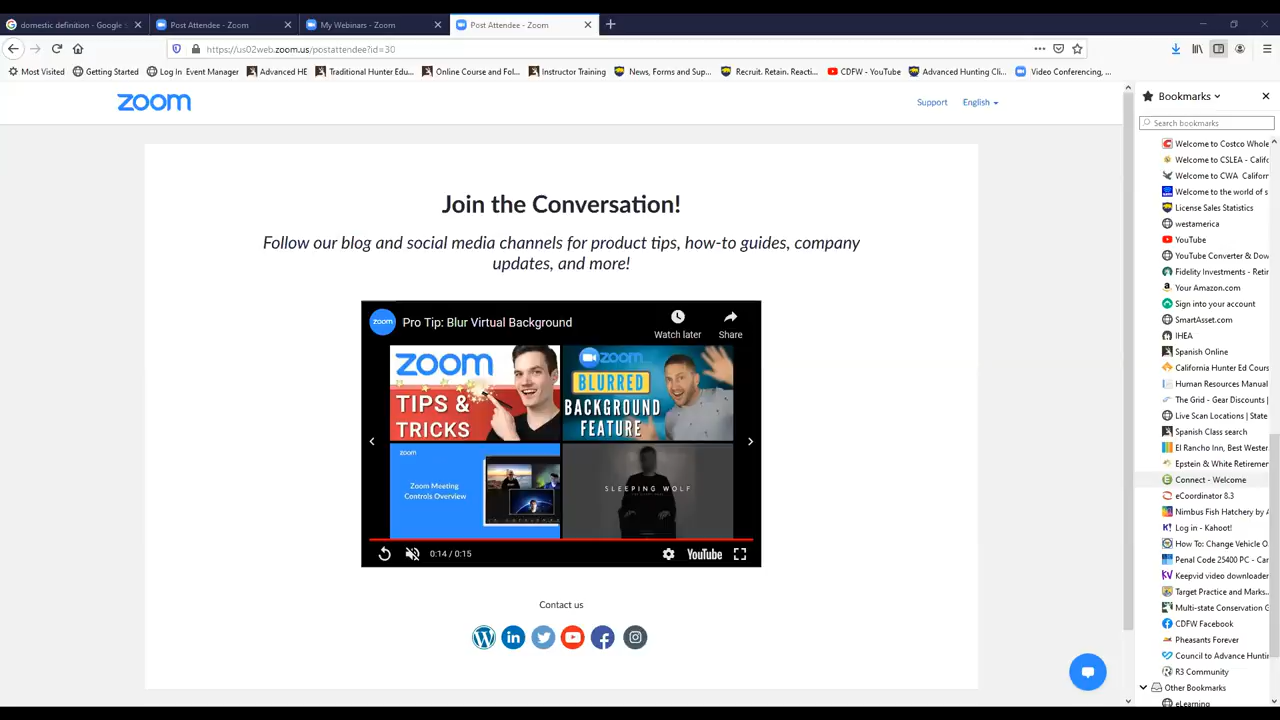 domestic definition - Google S
Post Attendee - Zoom
My Webinars - Zoom
Post Attendee - Zoom
https://us02web.zoom.us/postattendee?id=30
Most Visited
Getting Started
Log In Event Manager
Advanced HE
Traditional Hunter Edu...
Online Course and Fol...
Instructor Training
News, Forms and Sup...
Recruit. Retain. Reacti...
CDFW - YouTube
Advanced Hunting Cli...
Video Conferencing, ...
zoom
Support
English
Join the Conversation!
Follow our blog and social media channels for product tips, how-to guides, company
updates, and more!
zoom
Pro Tip: Blur Virtual Background
Watch later
Share
ZOOM
TIPS &
TRICKS
zoom
BLURRED
BACKGROUND
FEATURE
zoom
Zoom Meeting
Controls Overview
SLEEPING WOLF
0:14 / 0:15
YouTube
Contact us
Bookmarks
Search bookmarks
Welcome to Costco Whole
Welcome to CSLEA - Califo
Welcome to CWA Californ
Welcome to the world of s
License Sales Statistics
westamerica
YouTube
YouTube Converter & Dow
Fidelity Investments - Retir
Your Amazon.com
Sign into your account
SmartAsset.com
IHEA
Spanish Online
California Hunter Ed Cours
Human Resources Manual
The Grid - Gear Discounts |
Live Scan Locations | State
Spanish Class search
El Rancho Inn, Best Wester
Epstein & White Retiremen
Connect - Welcome
eCoordinator 8.3
Nimbus Fish Hatchery by A
Log in - Kahoot!
How To: Change Vehicle O
Penal Code 25400 PC - Car
Keepvid video downloader
Target Practice and Marks
Multi-state Conservation G
CDFW Facebook
Pheasants Forever
Council to Advance Huntin
R3 Community
Other Bookmarks
eLearning